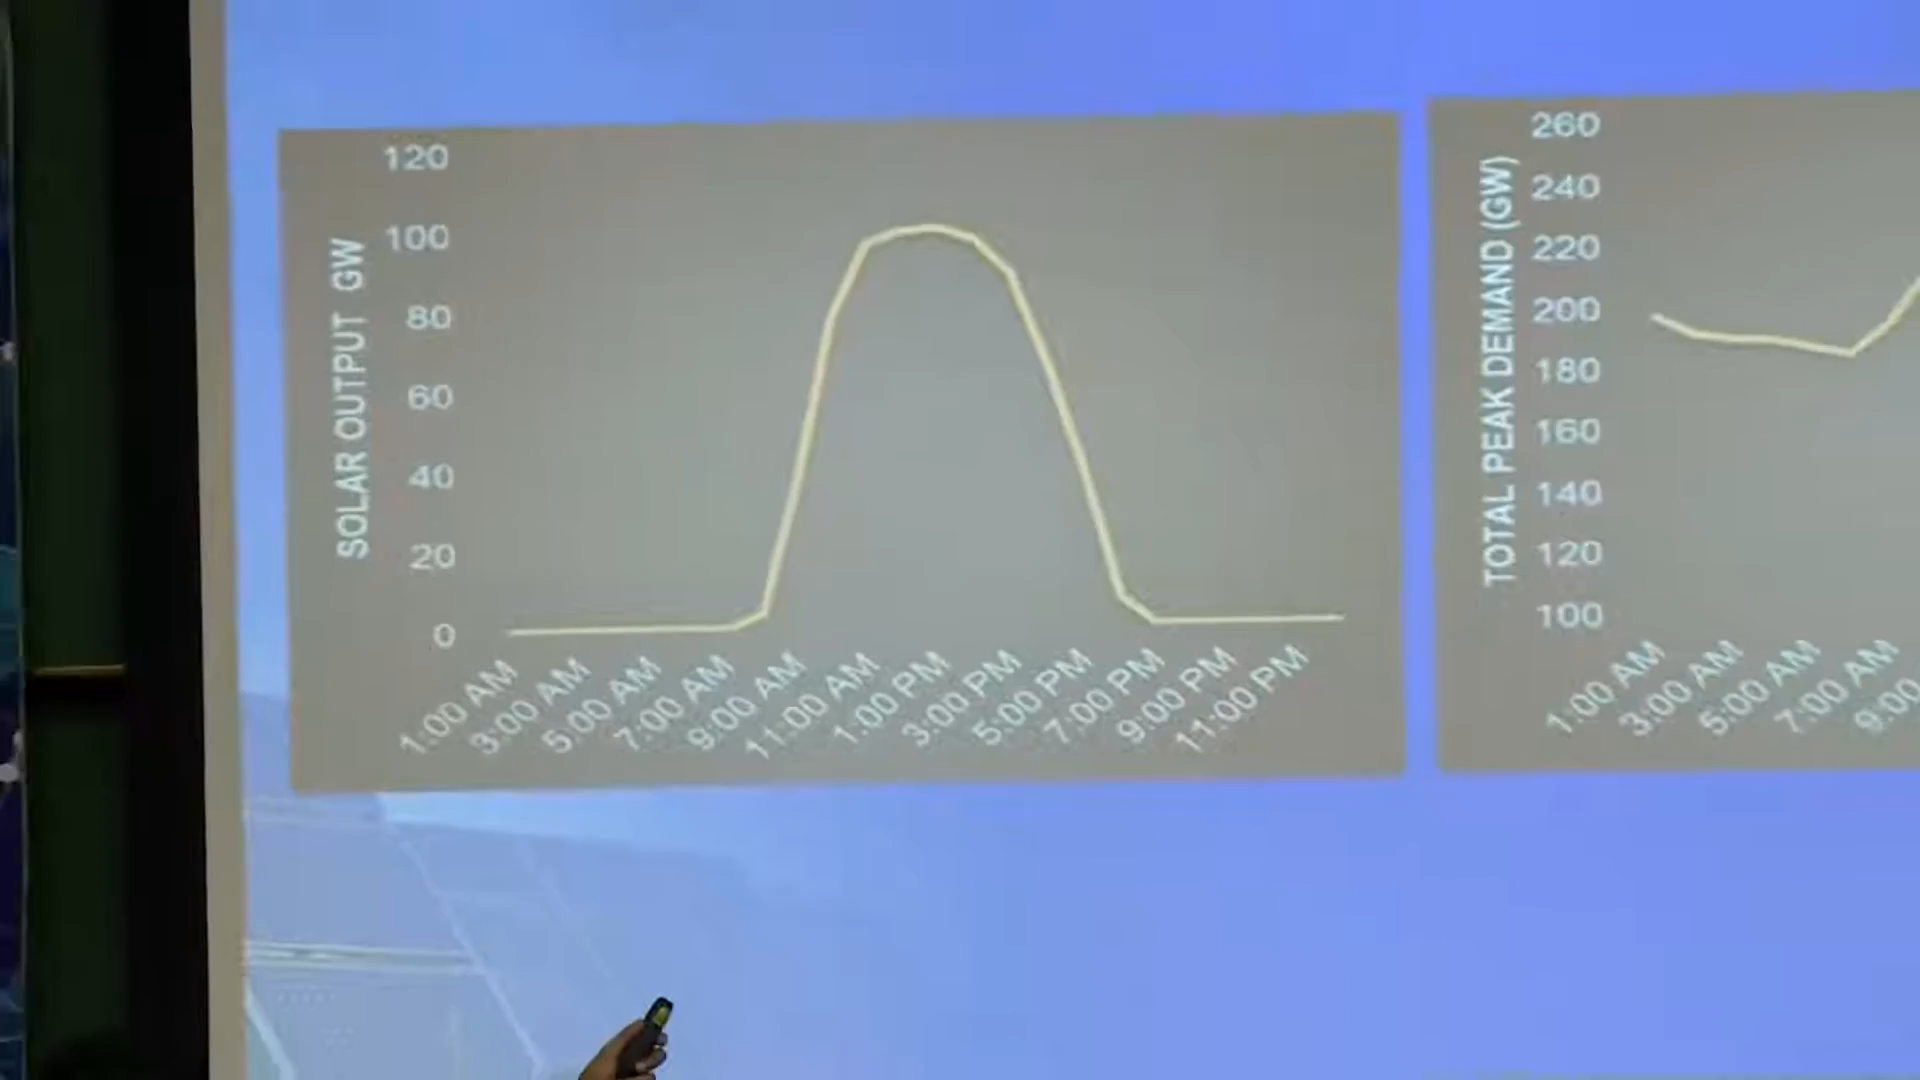 SOLAR OUTPUT GW
120
100
80
60
40
20
0
1:00 AM
3:00 AM
5:00 AM
7:00 AM
9:00 AM
11:00 AM
1:00 PM
3:00 PM
5:00 PM
7:00 PM
9:00 PM
11:00 PM
TOTAL PEAK DEMAND (GW)
260
240
220
200
180
160
140
120
100
1:00 AM
3:00 AM
5:00 AM
7:00 AM
9:00